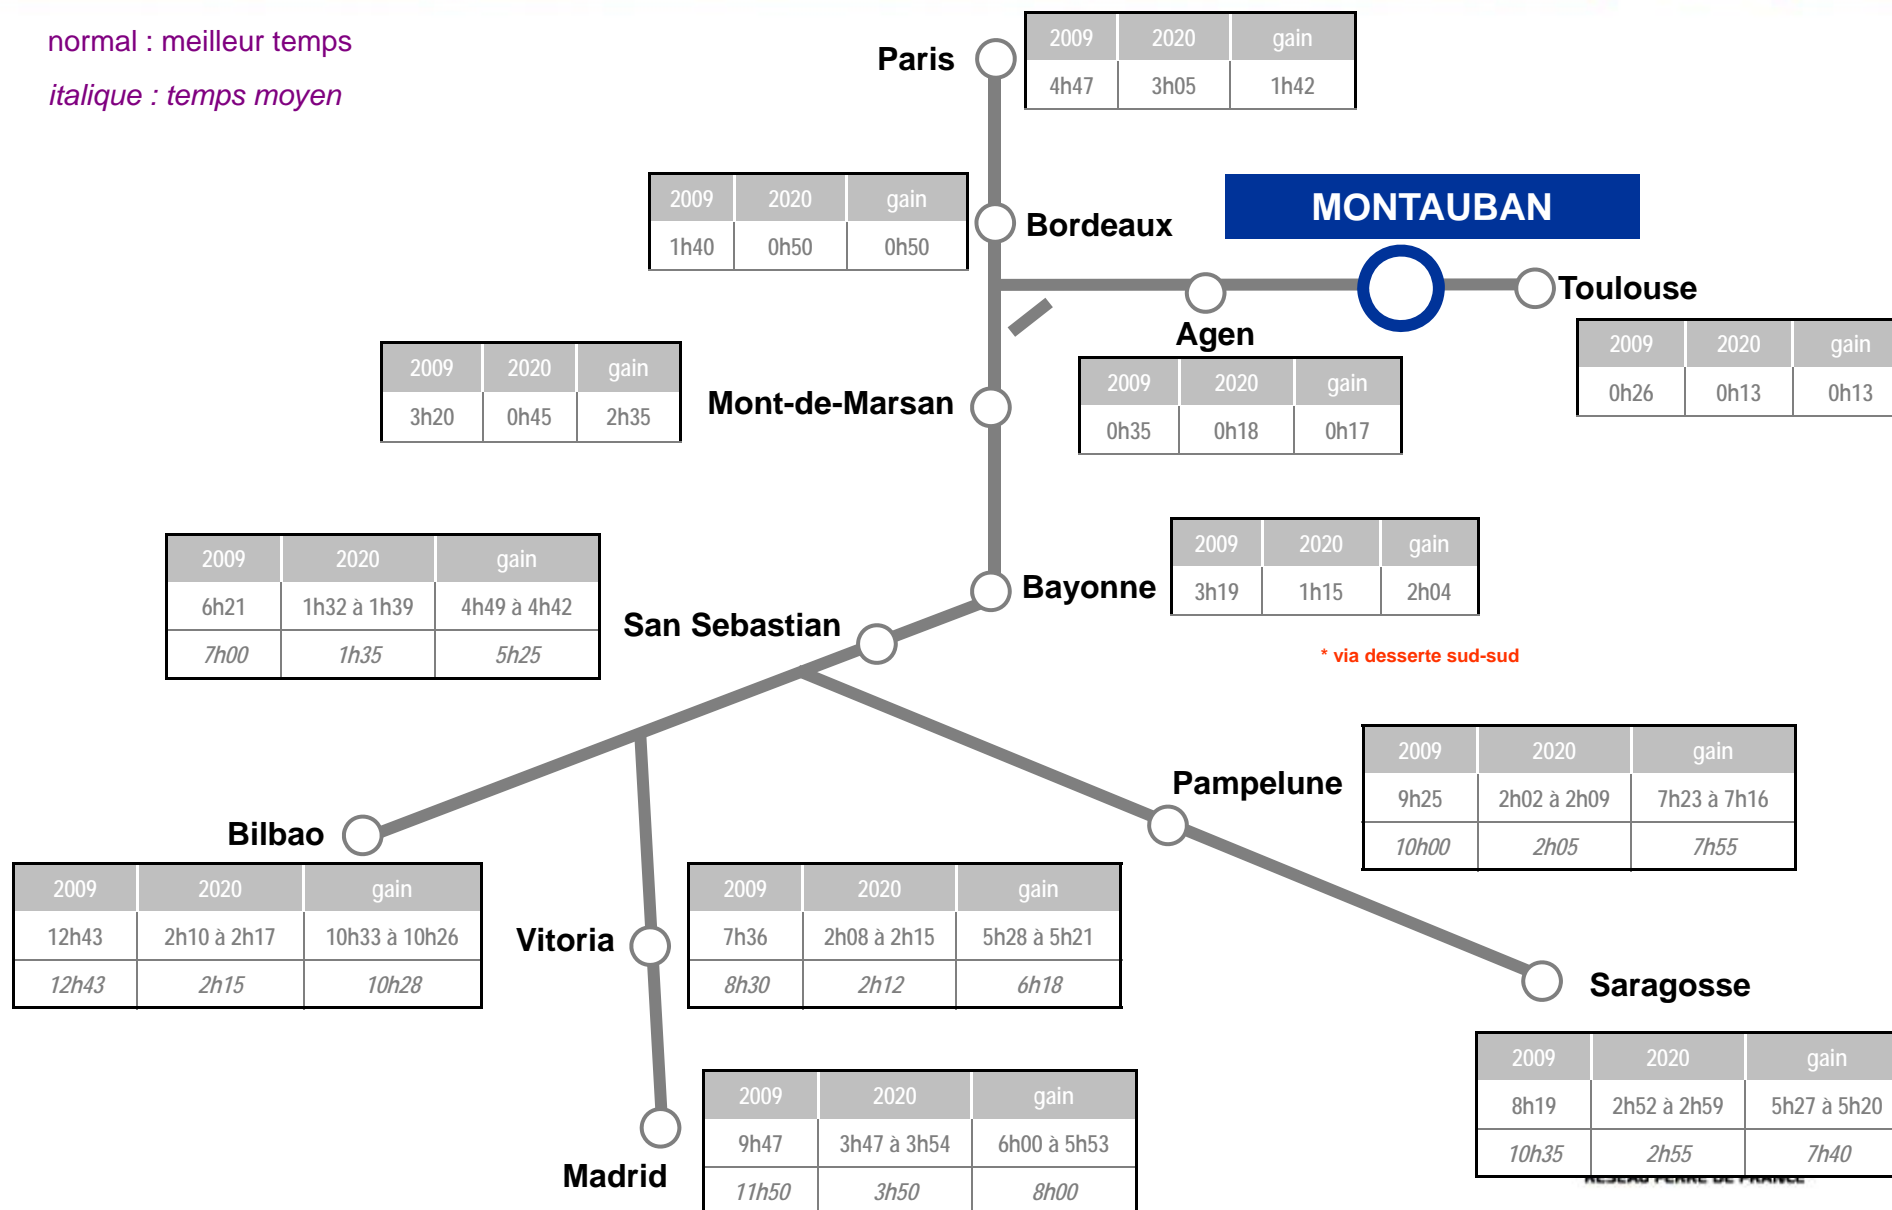 normal : meilleur temps
italique : temps moyen
Paris
2009 2020 gain
4h47 3h05 1h42
2009 2020 gain
1h40 0h50 0h50
Bordeaux
MONTAUBAN
Toulouse
2009 2020 gain
0h26 0h13 0h13
Agen
2009 2020 gain
0h35 0h18 0h17
2009 2020 gain
3h20 0h45 2h35
Mont-de-Marsan
Bayonne
2009 2020 gain
3h19 1h15 2h04
* via desserte sud-sud
2009 2020 gain
6h21 1h32 à 1h39 4h49 à 4h42
7h00 1h35 5h25
San Sebastian
Pampelune
2009 2020 gain
9h25 2h02 à 2h09 7h23 à 7h16
10h00 2h05 7h55
Bilbao
2009 2020 gain
12h43 2h10 à 2h17 10h33 à 10h26
12h43 2h15 10h28
Vitoria
2009 2020 gain
7h36 2h08 à 2h15 5h28 à 5h21
8h30 2h12 6h18
Saragosse
2009 2020 gain
8h19 2h52 à 2h59 5h27 à 5h20
10h35 2h55 7h40
RESEAU FERRE DE FRANCE
Madrid
2009 2020 gain
9h47 3h47 à 3h54 6h00 à 5h53
11h50 3h50 8h00